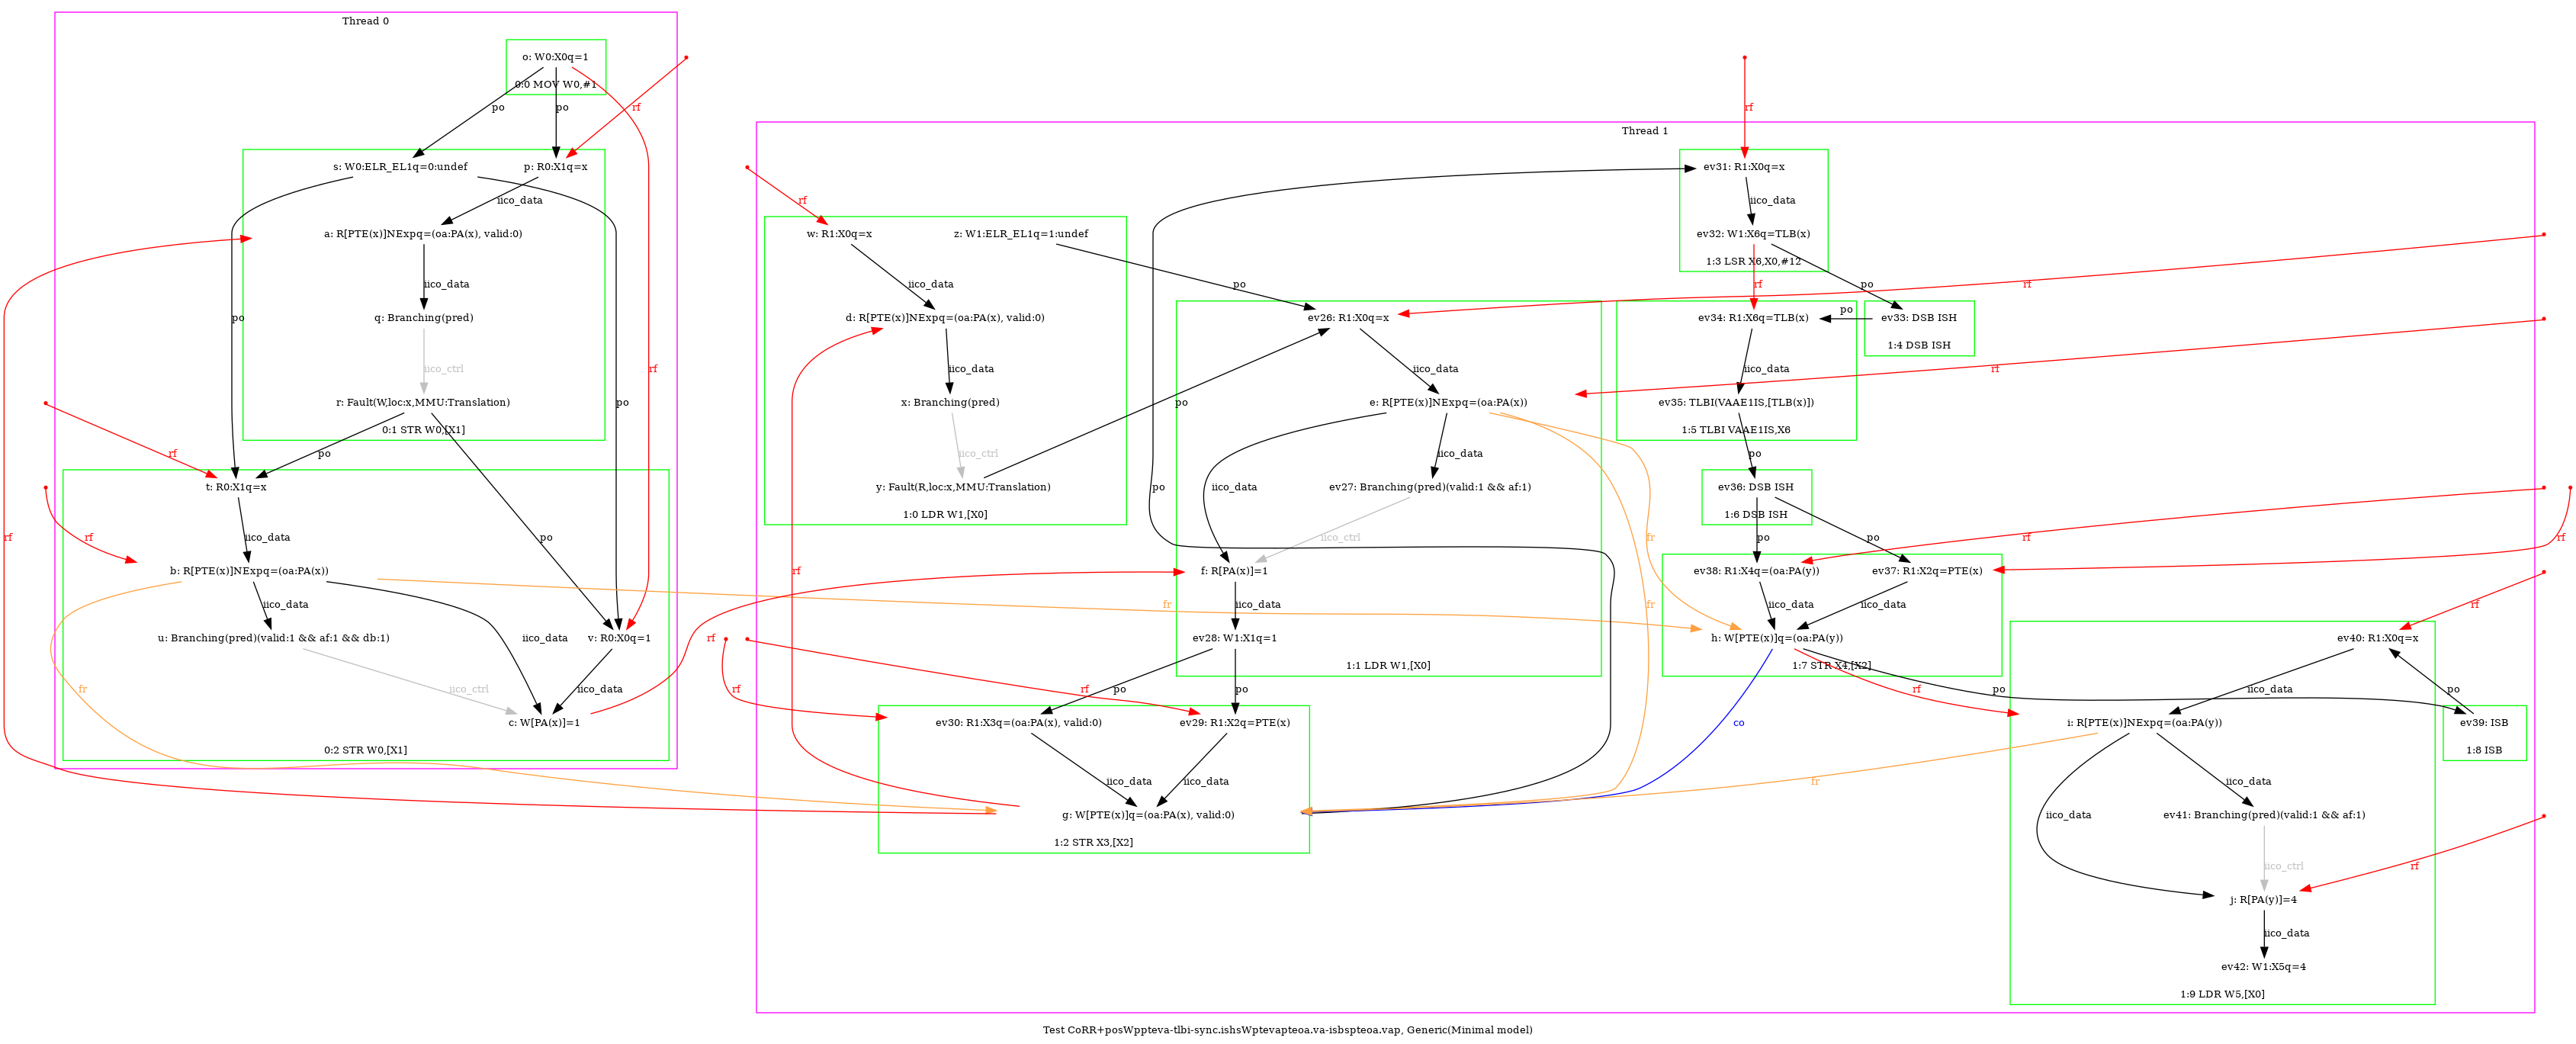 Thread 0
o: W0:X0q=1
0:0 MOV W0,#1
po
po
rf
rf
Thread 1
s: W0:ELR_EL1q=0:undef
p: R0:X1q=x
iico_data
a: R[PTE(x)]NExpq=(oa:PA(x), valid:0)
iico_data
q: Branching(pred)
iico_ctrl
rf
po
po
r: Fault(W,loc:x,MMU:Translation)
0:1 STR W0,[X1]
rf
po
t: R0:X1q=x
rf
iico_data
po
rf
b: R[PTE(x)]NExpq=(oa:PA(x))
iico_data
fr
u: Branching(pred)(valid:1 && af:1 && db:1)
iico_data
v: R0:X0q=1
fr
iico_ctrl
iico_data
rf
c: W[PA(x)]=1
0:2 STR W0,[X1]
rf
ev31: R1:X0q=x
iico_data
ev32: W1:X6q=TLB(x)
1:3 LSR X6,X0,#12
w: R1:X0q=x
z: W1:ELR_EL1q=1:undef
iico_data
po
rf
po
rf
d: R[PTE(x)]NExpq=(oa:PA(x), valid:0)
ev26: R1:X0q=x
ev34: R1:X6q=TLB(x)
po
ev33: DSB ISH
1:4 DSB ISH
iico_data
iico_data
iico_data
rf
x: Branching(pred)
e: R[PTE(x)]NExpq=(oa:PA(x))
ev35: TLBI(VAAE1IS,[TLB(x)])
1:5 TLBI VAAE1IS,X6
po
iico_ctrl
iico_data
po
y: Fault(R,loc:x,MMU:Translation)
1:0 LDR W1,[X0]
po
iico_data
ev27: Branching(pred)(valid:1 && af:1)
ev36: DSB ISH
1:6 DSB ISH
iico_ctrl
fr
po
po
rf
rf
rf
f: R[PA(x)]=1
ev38: R1:X4q=(oa:PA(y))
ev37: R1:X2q=PTE(x)
iico_data
fr
iico_data
iico_data
rf
rf
ev28: W1:X1q=1
1:1 LDR W1,[X0]
h: W[PTE(x)]q=(oa:PA(y))
1:7 STR X4,[X2]
ev40: R1:X0q=x
rf
rf
po
po
rf
po
iico_data
po
ev30: R1:X3q=(oa:PA(x), valid:0)
ev29: R1:X2q=PTE(x)
co
i: R[PTE(x)]NExpq=(oa:PA(y))
ev39: ISB
1:8 ISB
iico_data
iico_data
fr
iico_data
g: W[PTE(x)]q=(oa:PA(x), valid:0)
1:2 STR X3,[X2]
iico_data
ev41: Branching(pred)(valid:1 && af:1)
iico_ctrl
rf
j: R[PA(y)]=4
iico_data
ev42: W1:X5q=4
1:9 LDR W5,[X0]
Test CoRR+posWppteva-tlbi-sync.ishsWptevapteoa.va-isbspteoa.vap, Generic(Minimal model)